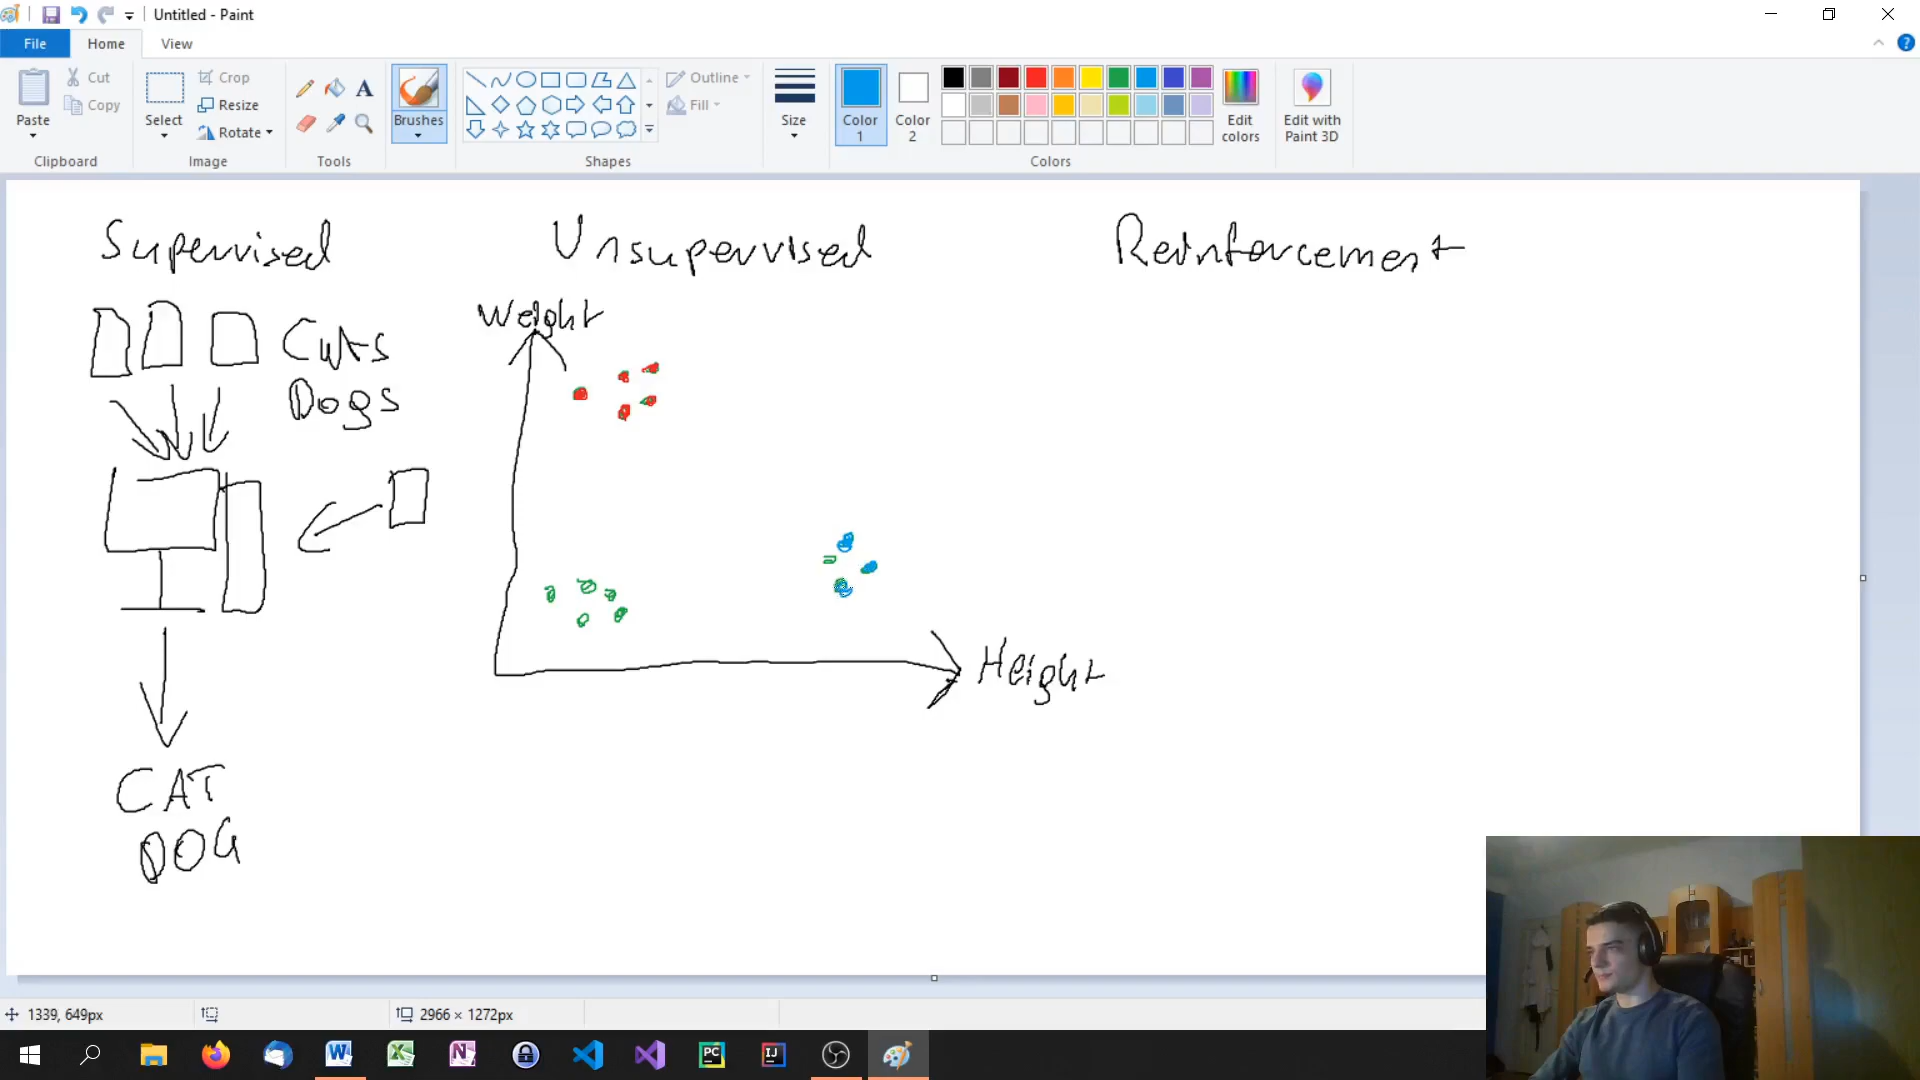 Untitled - Paint
File Home View
Paste
Cut
Copy
Clipboard
Select
Crop
Resize
Rotate
Image
Tools
Brushes
Outline
Fill
Shapes
Size
Color 1
Color 2
Edit colors
Colors
Edit with Paint 3D
Supervised Unsupervised Reinforcement
Cats
Dogs
Weight
Height
CAT
DOG
1339, 649px
2966 × 1272px